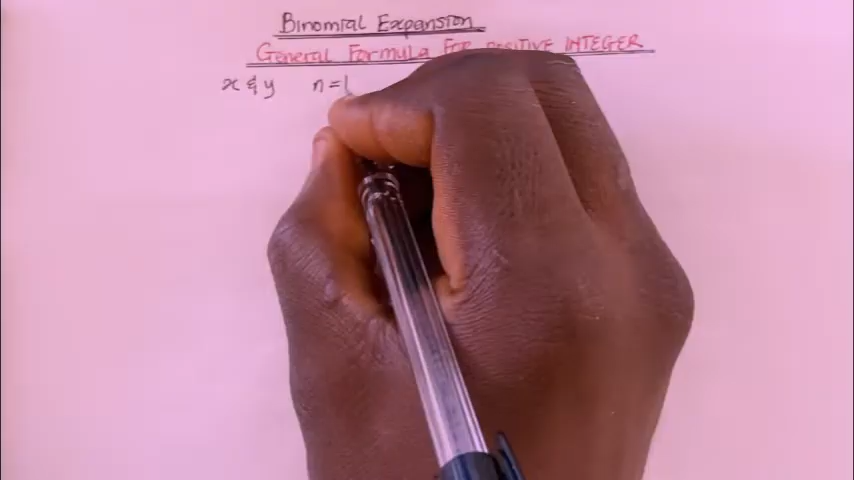 Binomial Expansion
General Formula FOR POSITIVE INTEGER
x & y n = 1